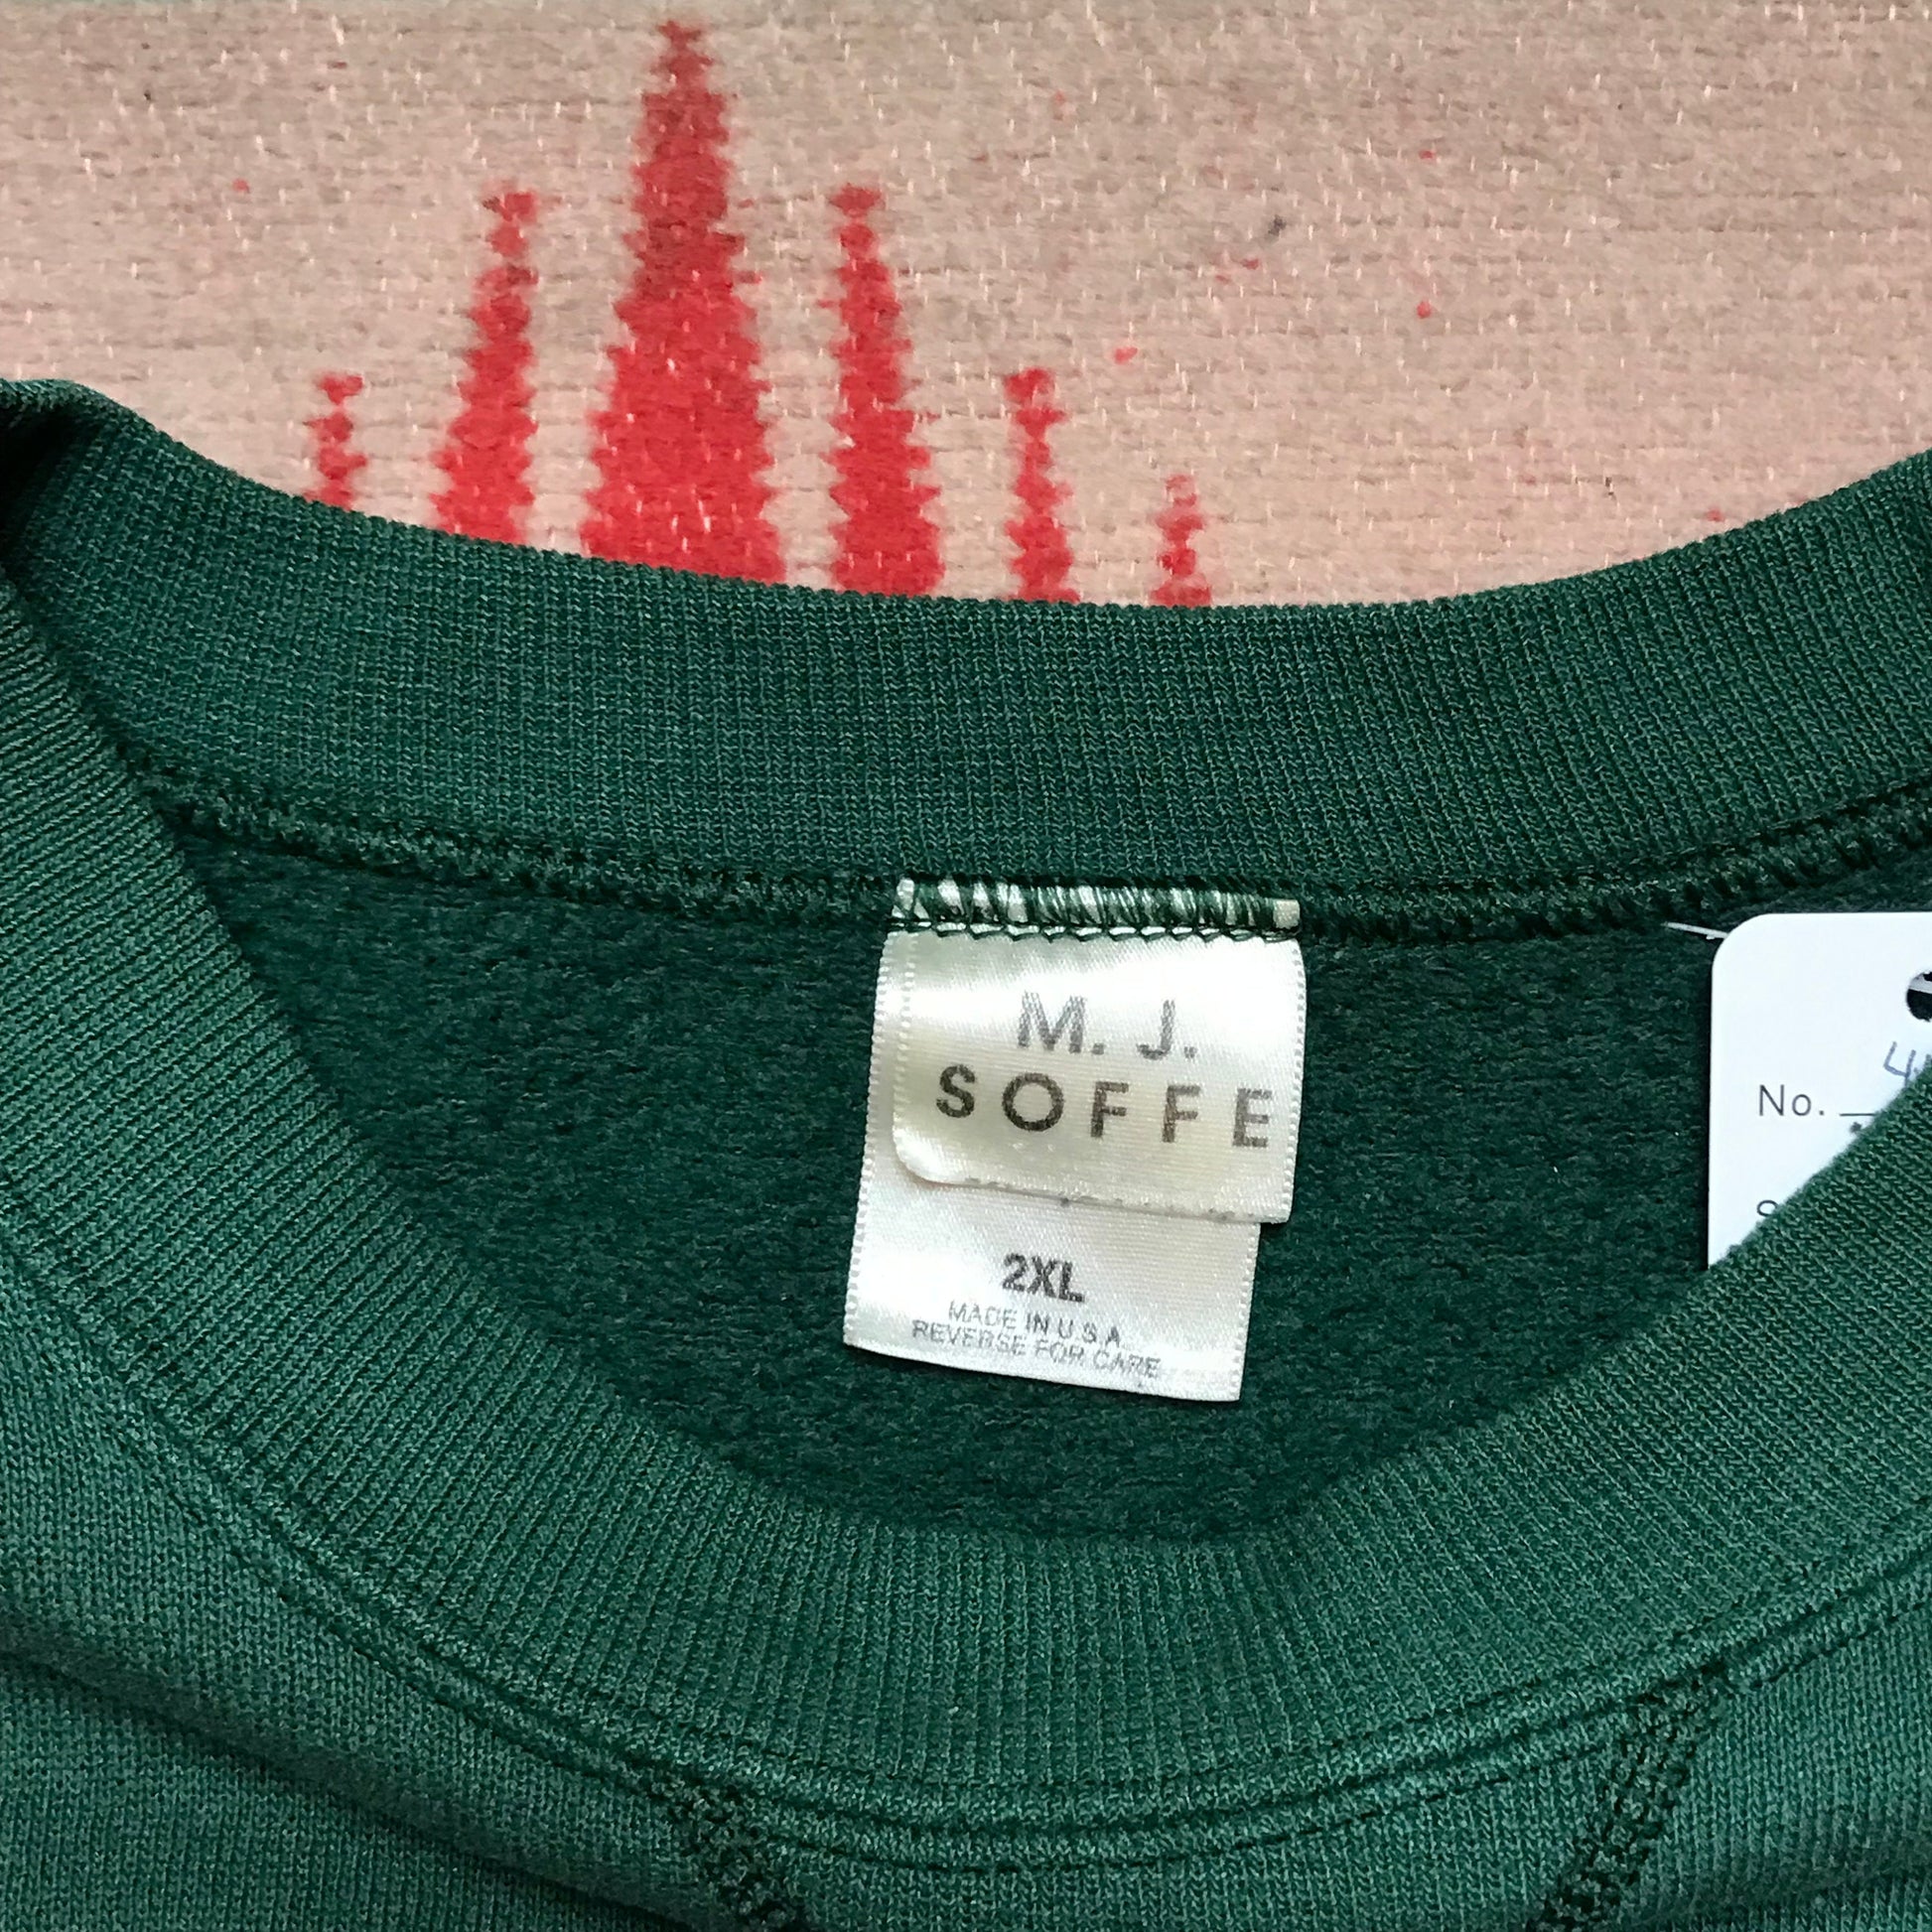 M. J.
SOFFE
2XL
MADE IN U.S.A.
REVERSE FOR CARE
No.